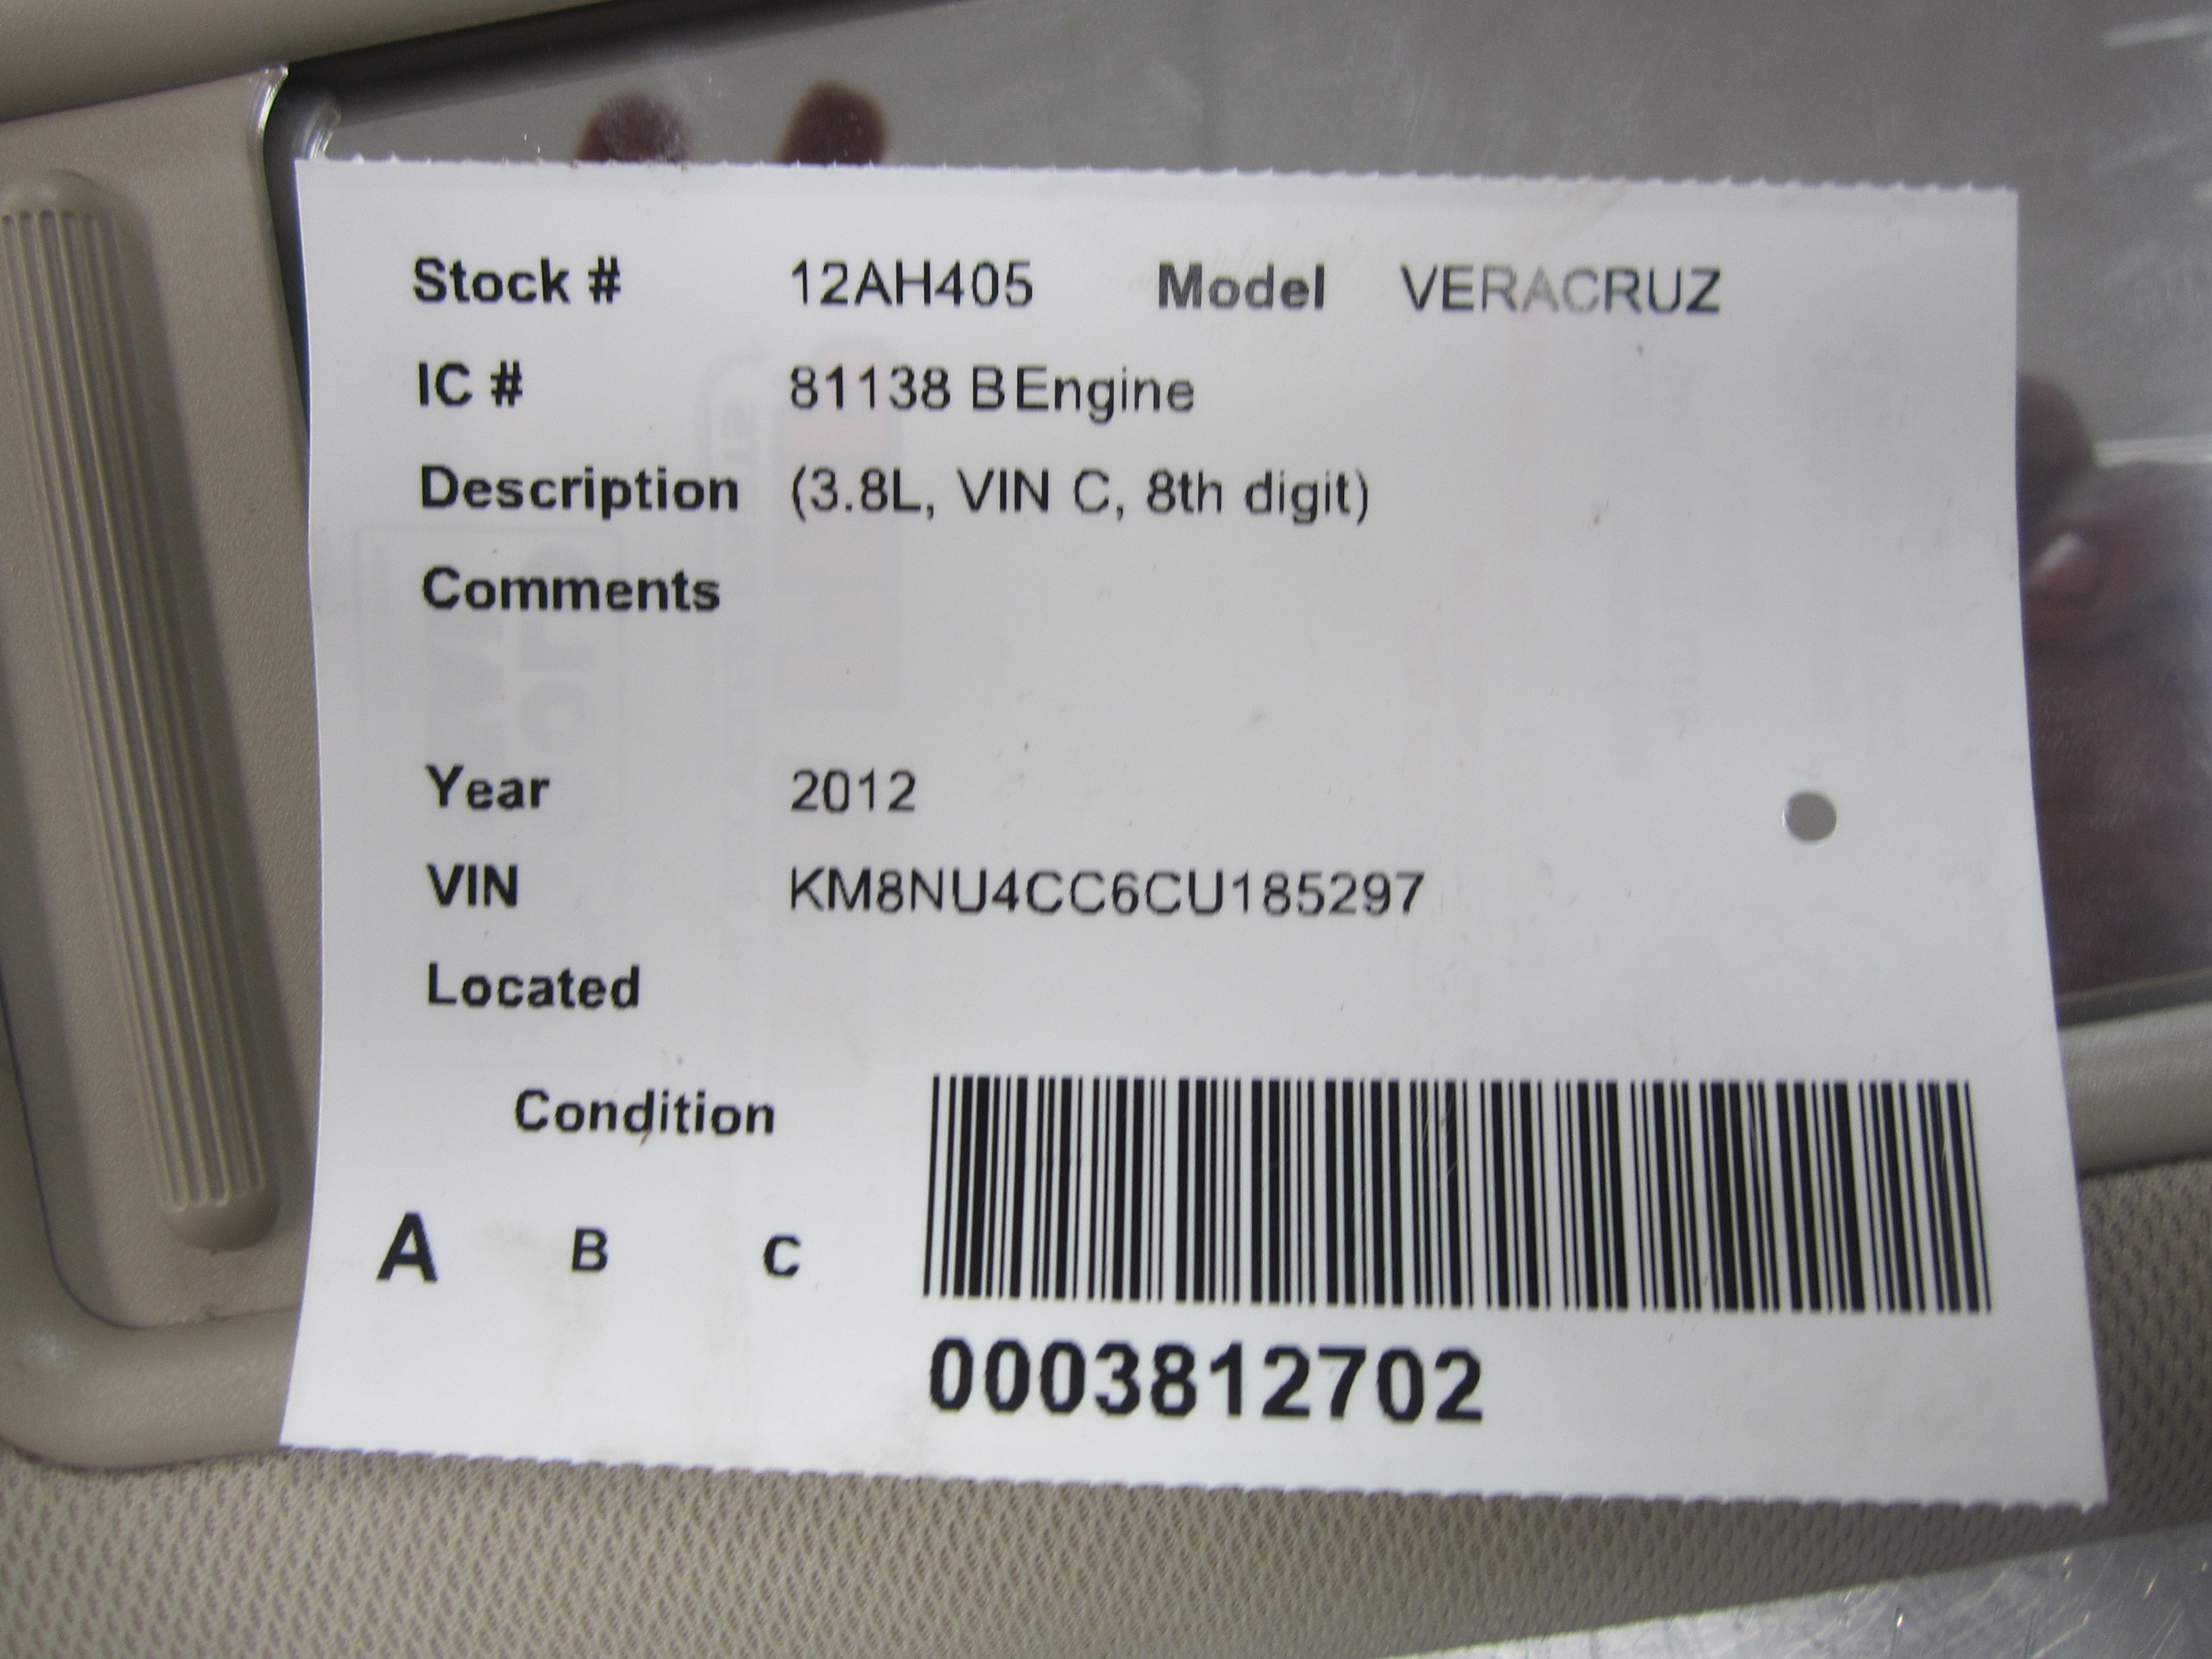 Stock # 12AH405 Model VERACRUZ
IC # 81138 B Engine
Description (3.8L, VIN C, 8th digit)
Comments
Year 2012
VIN KM8NU4CC6CU185297
Located
Condition
A B C
0003812702